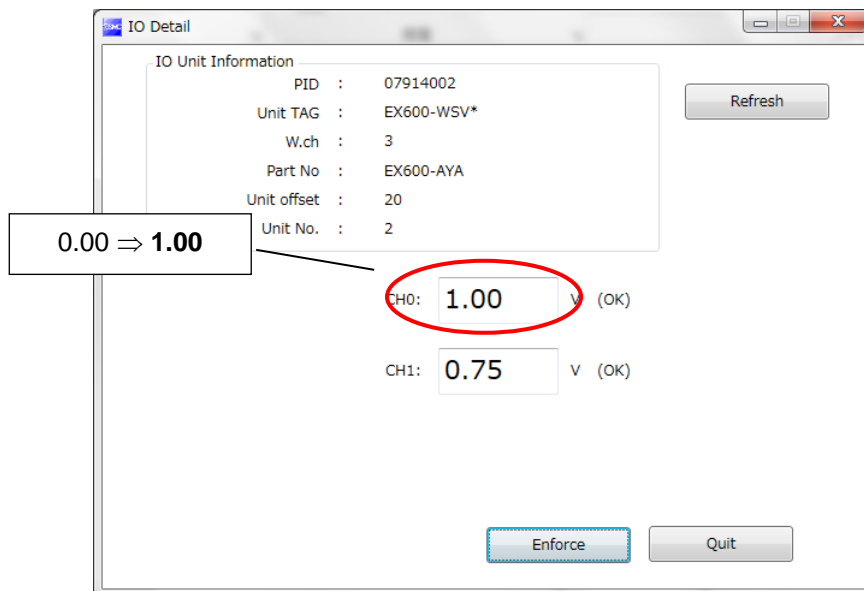 IO Detail
IO Unit Information
PID : 07914002
Unit TAG : EX600-WSV*
W.ch : 3
Part No : EX600-AYA
Unit offset : 20
Unit No. : 2
Refresh
0.00 ⇒ 1.00
CH0: 1.00 V (OK)
CH1: 0.75 V (OK)
Enforce
Quit